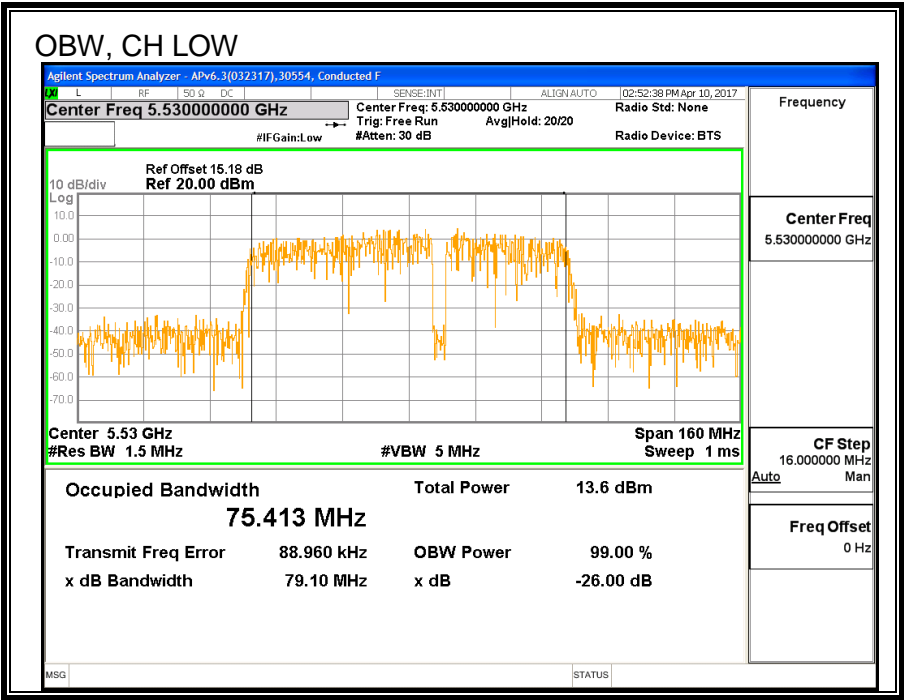 OBW, CH LOW
Agilent Spectrum Analyzer - APv6.3(032317),30554, Conducted F
LXI L RF 50 Ω DC SENSE:INT ALIGN AUTO 02:52:38 PM Apr 10, 2017
Center Freq 5.530000000 GHz
Center Freq: 5.530000000 GHz Radio Std: None
Trig: Free Run Avg|Hold: 20/20
#IFGain:Low #Atten: 30 dB Radio Device: BTS
Ref Offset 15.18 dB
10 dB/div Ref 20.00 dBm
Log
10.0
0.00
-10.0
-20.0
-30.0
-40.0
-50.0
-60.0
-70.0
Center 5.53 GHz Span 160 MHz
#Res BW 1.5 MHz #VBW 5 MHz Sweep 1 ms
Occupied Bandwidth Total Power 13.6 dBm
75.413 MHz
Transmit Freq Error 88.960 kHz OBW Power 99.00 %
x dB Bandwidth 79.10 MHz x dB -26.00 dB
MSG STATUS
Frequency
Center Freq
5.530000000 GHz
CF Step
16.000000 MHz
Auto Man
Freq Offset
0 Hz